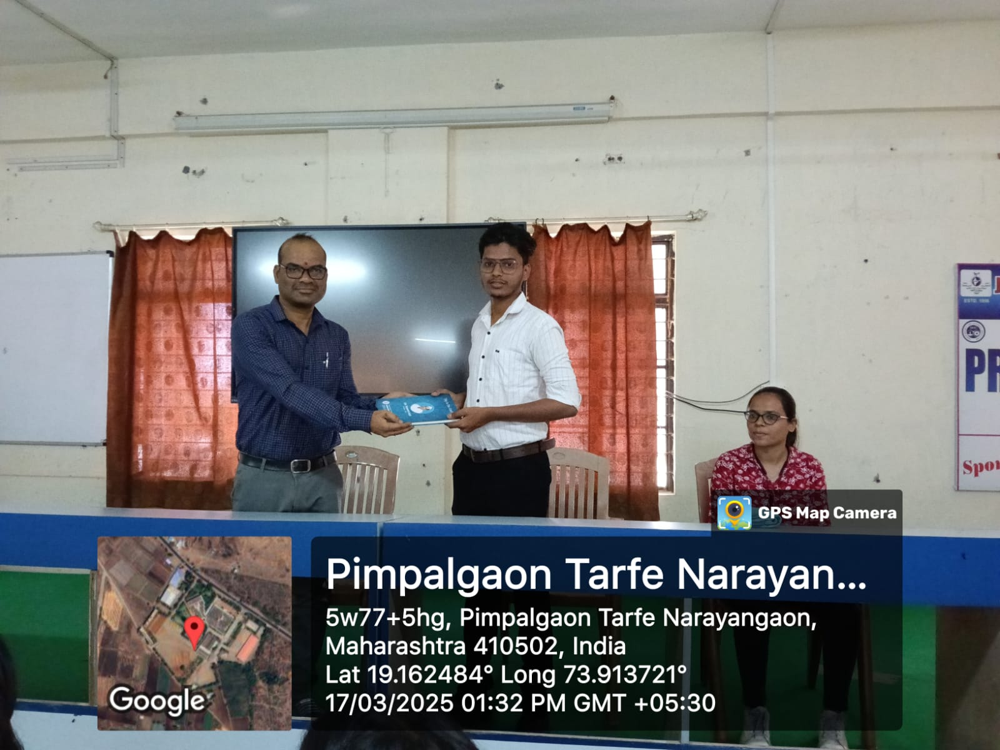 ESTD. 1998
PR
Spon
GPS Map Camera
Pimpalgaon Tarfe Narayan...
5w77+5hg, Pimpalgaon Tarfe Narayangaon,
Maharashtra 410502, India
Lat 19.162484° Long 73.913721°
17/03/2025 01:32 PM GMT +05:30
Google